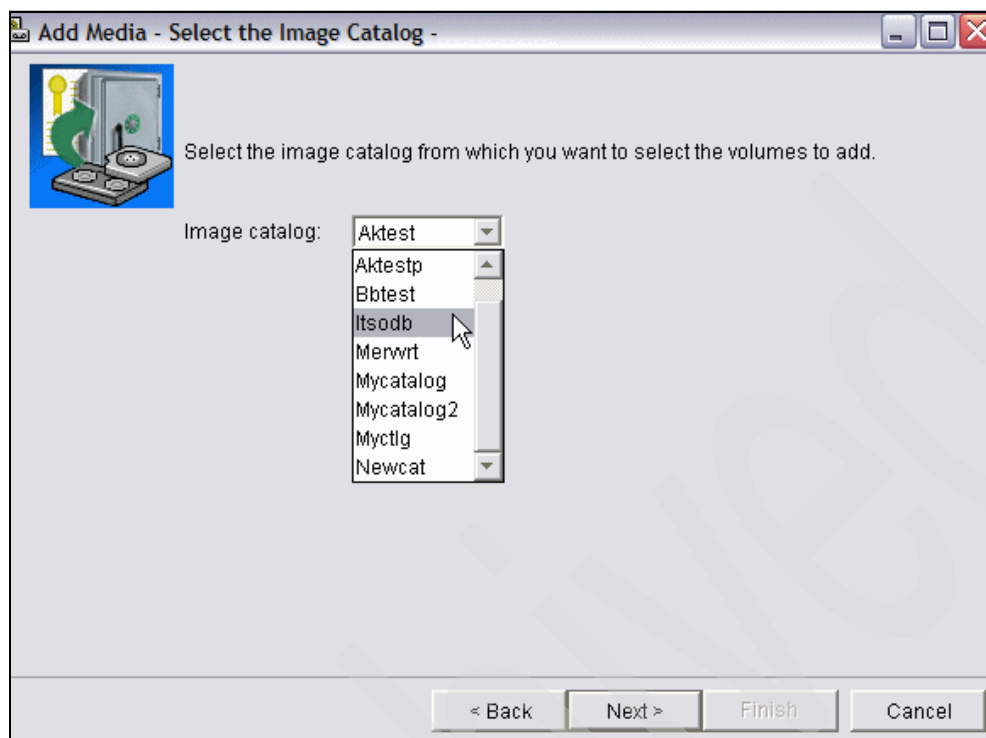 Add Media - Select the Image Catalog -
Select the image catalog from which you want to select the volumes to add.
Image catalog: Aktest
Aktestp
Bbtest
Itsodb
Mervrt
Mycatalog
Mycatalog2
Myctlg
Newcat
< Back Next > Finish Cancel